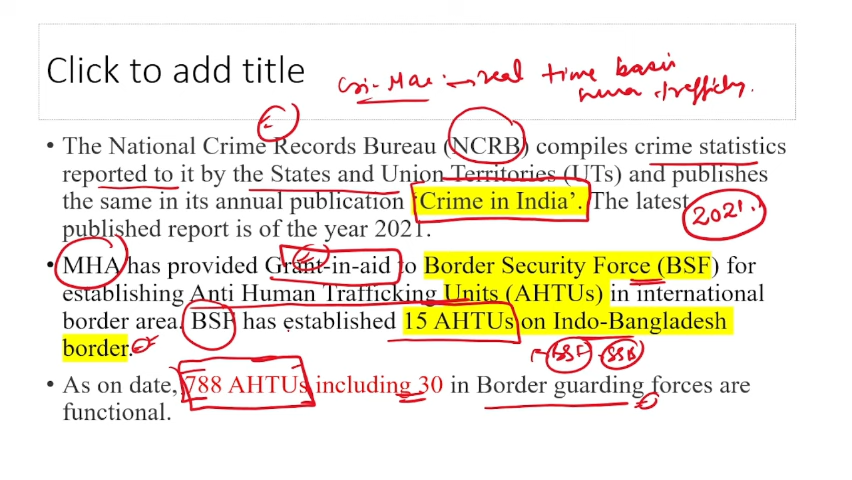 Click to add title
Cri-Mac → real time basis
human trafficking.
• The National Crime Records Bureau (NCRB) compiles crime statistics
reported to it by the States and Union Territories (UTs) and publishes
the same in its annual publication 'Crime in India'. The latest
published report is of the year 2021.
2021.
• MHA has provided Grant-in-aid to Border Security Force (BSF) for
establishing Anti Human Trafficking Units (AHTUs) in international
border area. BSF has established 15 AHTUs on Indo-Bangladesh
border.
BSF SSB
• As on date, 788 AHTUs including 30 in Border guarding forces are
functional.